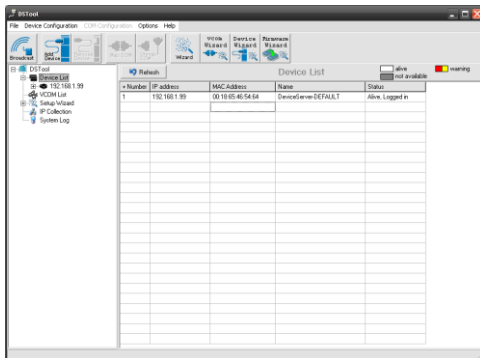 DSTool
File Device Configuration COM Configuration Options Help
Broadcast Add Device Wizard VCOM Wizard Device Wizard Firmware Wizard
DSTool
Device List
192.168.1.99
VCOM List
Setup Wizard
IP Collection
System Log
Refresh Device List alive warning
not available
Number IP address MAC Address Name Status
1 192.168.1.99 00:18:65:46:54:64 DeviceServer-DEFAULT Alive, Logged in